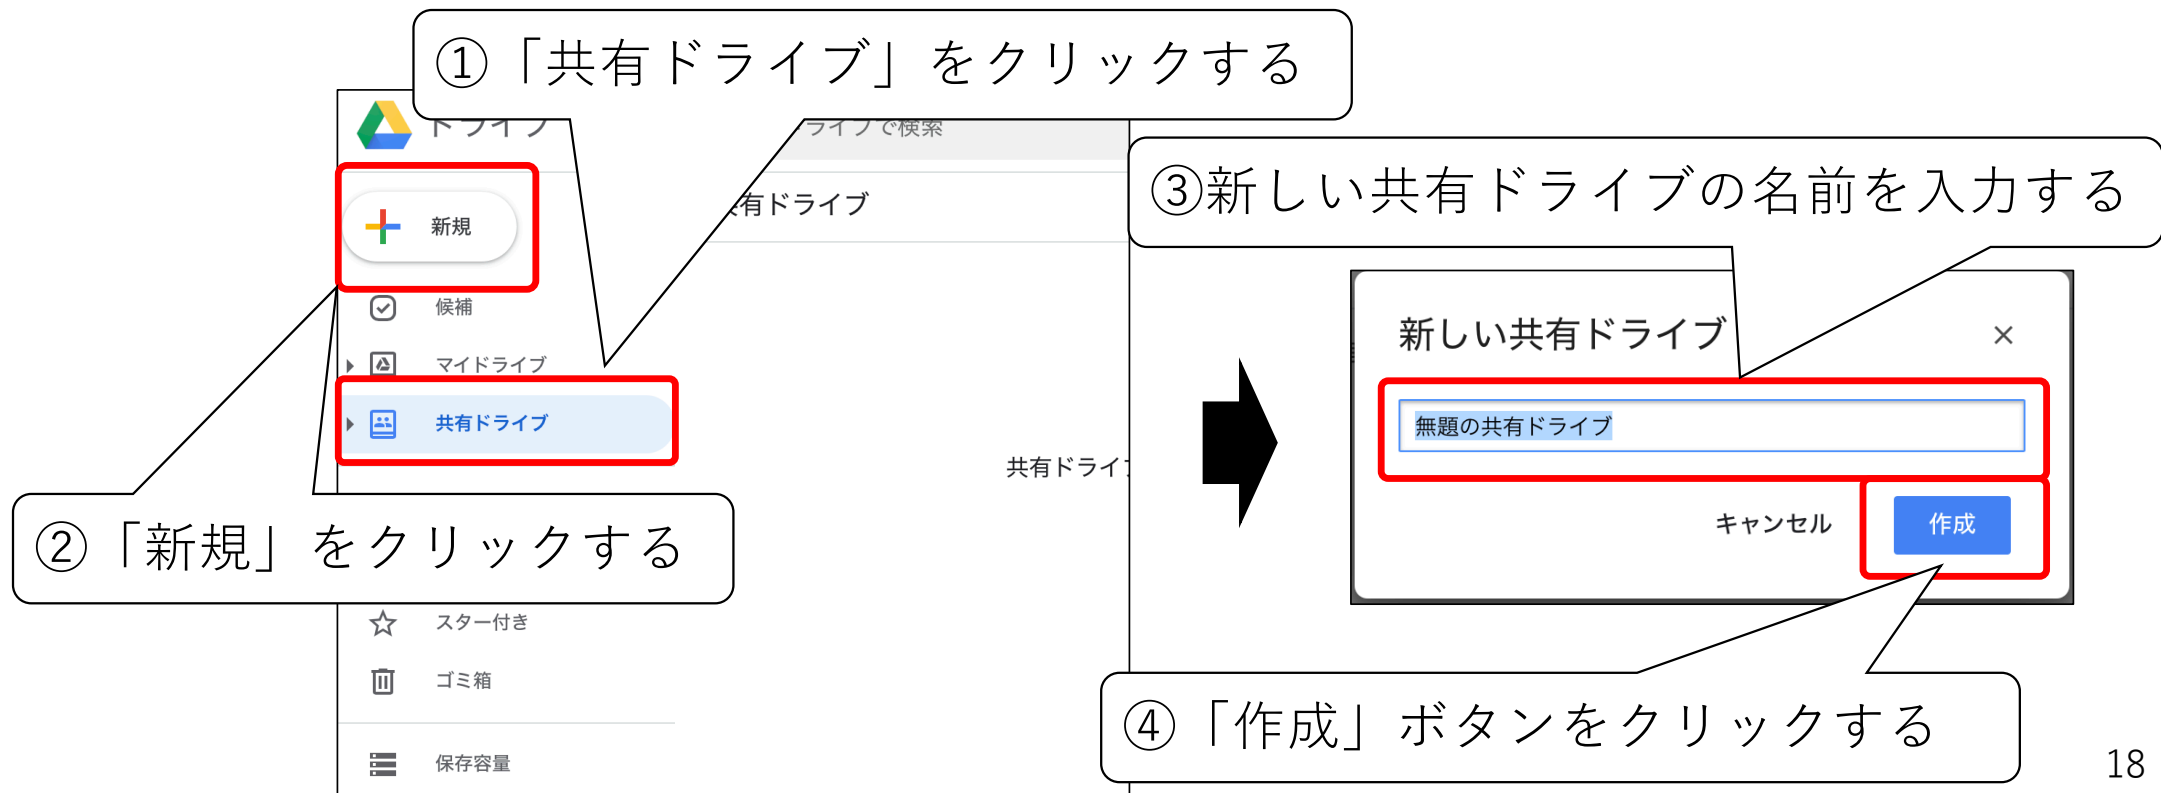 ①「共有ドライブ」をクリックする
ドライブ
ライブで検索
新規
有ドライブ
候補
マイドライブ
共有ドライブ
共有ドライ
②「新規」をクリックする
スター付き
ゴミ箱
保存容量
③新しい共有ドライブの名前を入力する
新しい共有ドライブ
×
無題の共有ドライブ
キャンセル
作成
④「作成」ボタンをクリックする
18